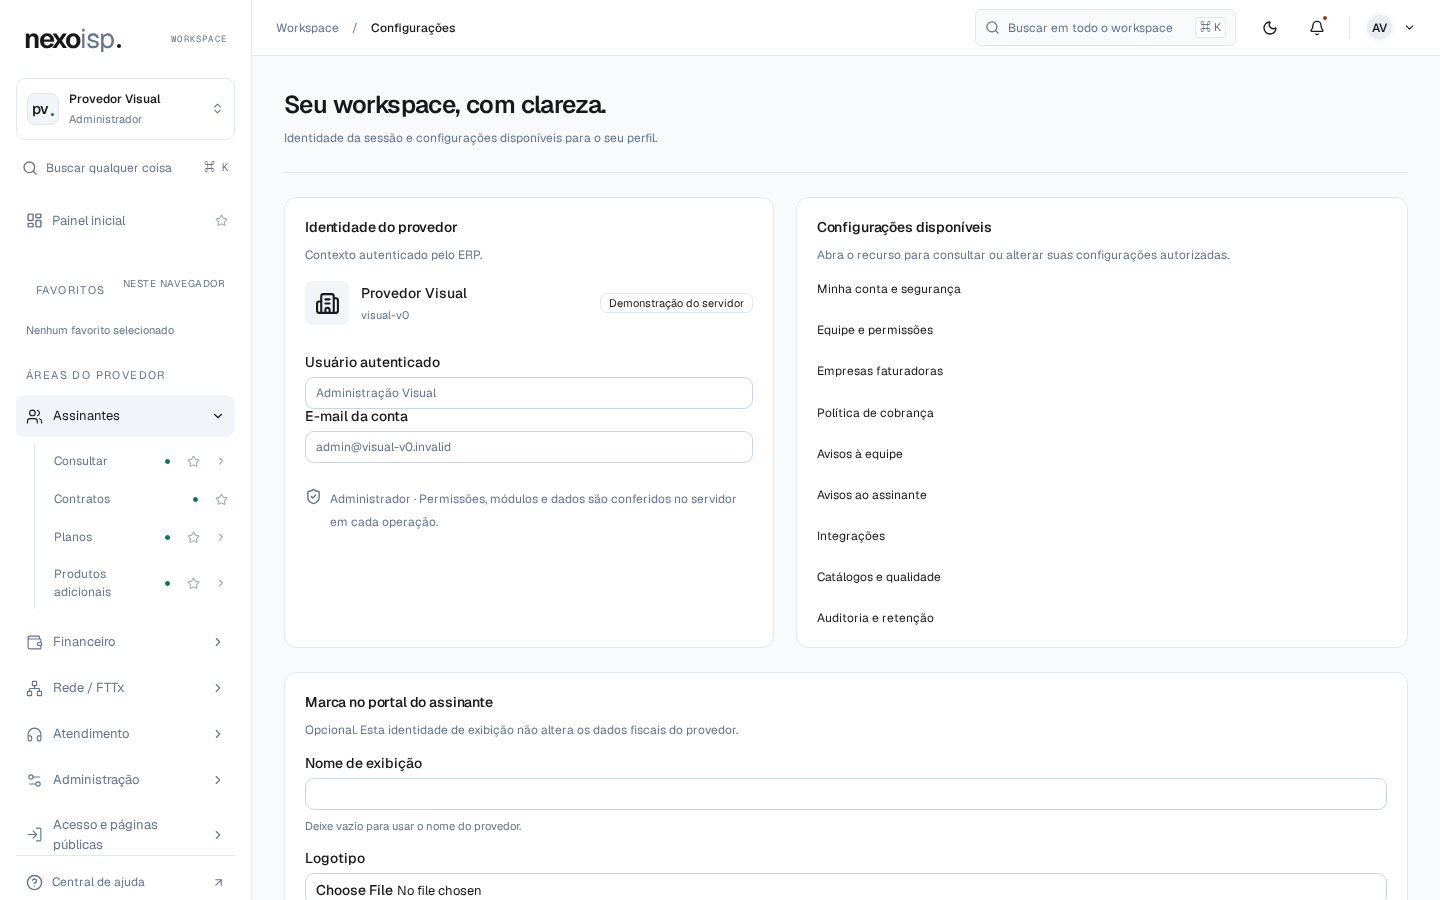 nexoisp.
WORKSPACE
pv.
Provedor Visual
Administrador
Buscar qualquer coisa
⌘ K
Painel inicial
FAVORITOS
NESTE NAVEGADOR
Nenhum favorito selecionado
ÁREAS DO PROVEDOR
Assinantes
Consultar
Contratos
Planos
Produtos
adicionais
Financeiro
Rede / FTTx
Atendimento
Administração
Acesso e páginas
públicas
Central de ajuda
Workspace / Configurações
Buscar em todo o workspace
⌘ K
AV
Seu workspace, com clareza.
Identidade da sessão e configurações disponíveis para o seu perfil.
Identidade do provedor
Contexto autenticado pelo ERP.
Provedor Visual
visual-v0
Demonstração do servidor
Usuário autenticado
Administração Visual
E-mail da conta
admin@visual-v0.invalid
Administrador · Permissões, módulos e dados são conferidos no servidor
em cada operação.
Configurações disponíveis
Abra o recurso para consultar ou alterar suas configurações autorizadas.
Minha conta e segurança
Equipe e permissões
Empresas faturadoras
Política de cobrança
Avisos à equipe
Avisos ao assinante
Integrações
Catálogos e qualidade
Auditoria e retenção
Marca no portal do assinante
Opcional. Esta identidade de exibição não altera os dados fiscais do provedor.
Nome de exibição
Deixe vazio para usar o nome do provedor.
Logotipo
Choose File No file chosen